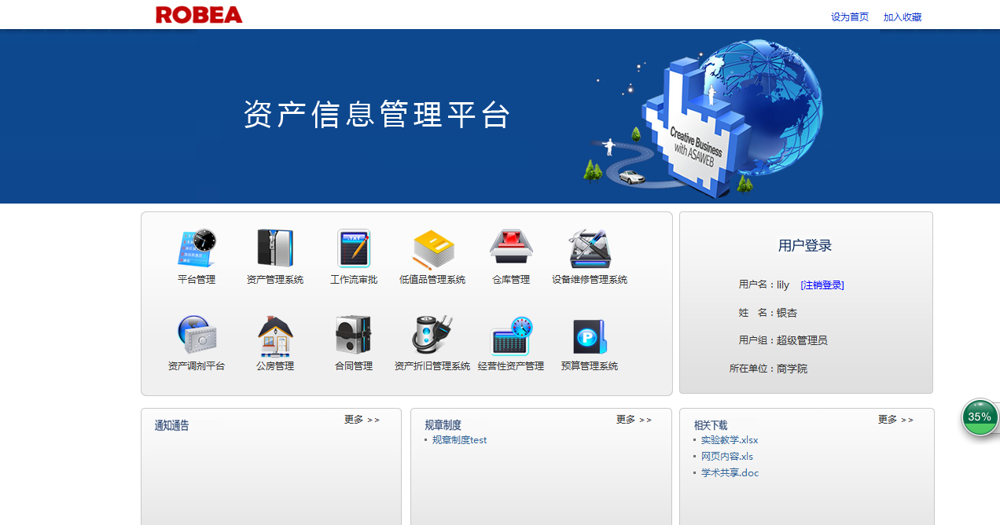 ROBEA
设为首页 加入收藏
资产信息管理平台
Creative Business
with ASAWEB
平台管理 资产管理系统 工作流审批 低值品管理系统 仓库管理 设备维修管理系统
资产调剂平台 公房管理 合同管理 资产折旧管理系统 经营性资产管理 预算管理系统
用户登录
用户名：lily [注销登录]
姓 名：银杏
用户组：超级管理员
所在单位：商学院
通知通告 更多 >>
规章制度 更多 >>
规章制度test
相关下载 更多 >>
实验教学.xlsx
网页内容.xls
学术共享.doc
35%